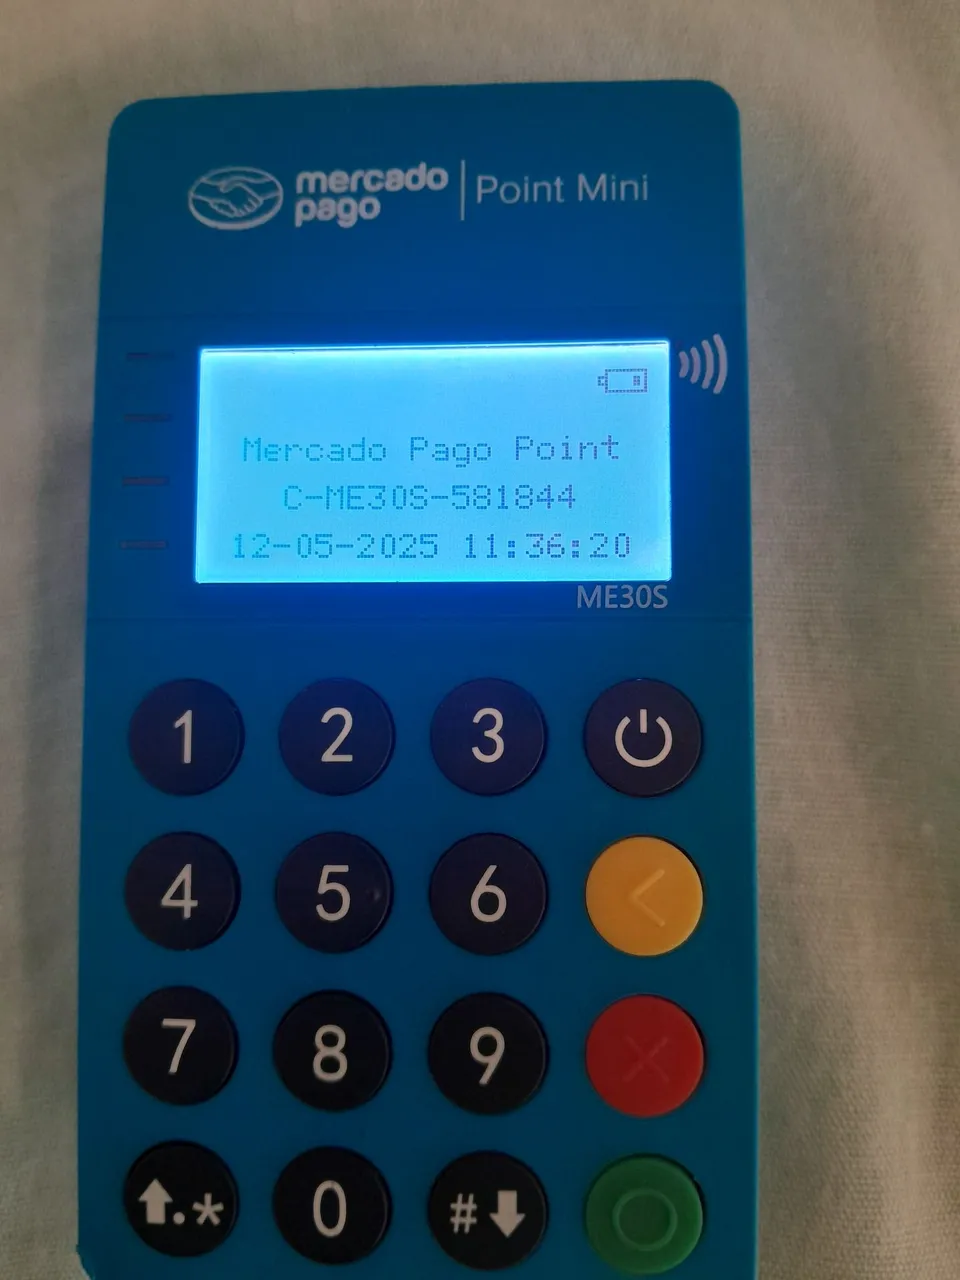 mercado
pago
Point Mini
Mercado Pago Point
C-ME30S-581844
12-05-2025 11:36:20
ME30S
1 2 3
4 5 6 <
7 8 9 X
.* 0 #